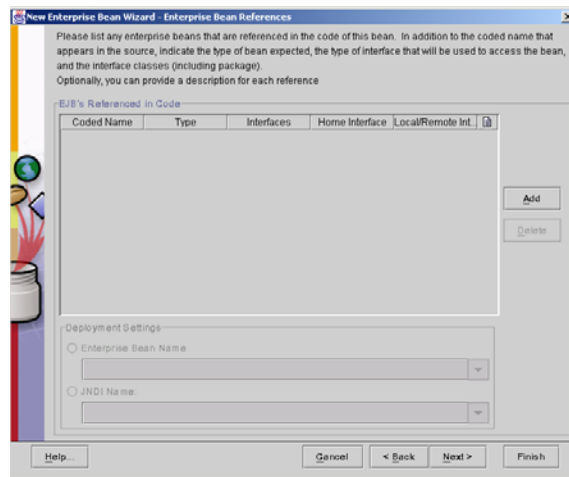 New Enterprise Bean Wizard - Enterprise Bean References
Please list any enterprise beans that are referenced in the code of this bean. In addition to the coded name that
appears in the source, indicate the type of bean expected, the type of interface that will be used to access the bean,
and the interface classes (including package).
Optionally, you can provide a description for each reference
EJB's Referenced in Code
Coded Name Type Interfaces Home Interface Local/Remote Int...
Add
Delete
Deployment Settings
Enterprise Bean Name
JNDI Name:
Help... Cancel < Back Next > Finish